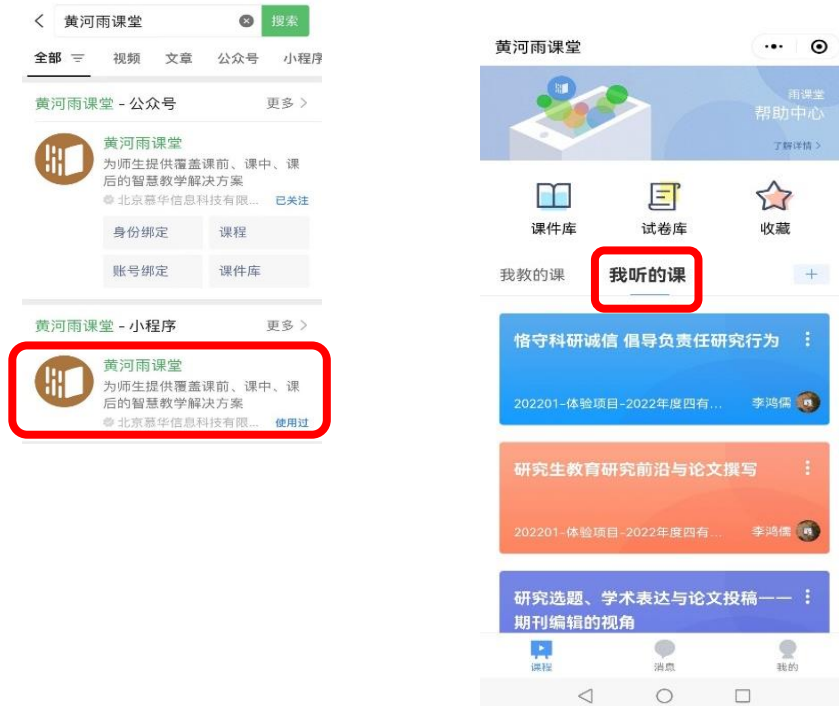 黄河雨课堂
搜索
全部 视频 文章 公众号 小程序
黄河雨课堂 - 公众号 更多
黄河雨课堂
为师生提供覆盖课前、课中、课
后的智慧教学解决方案
北京慕华信息科技有限... 已关注
身份绑定 课程
账号绑定 课件库
黄河雨课堂 - 小程序 更多
黄河雨课堂
为师生提供覆盖课前、课中、课
后的智慧教学解决方案
北京慕华信息科技有限... 使用过
黄河雨课堂
雨课堂
帮助中心
了解详情
课件库 试卷库 收藏
我教的课 我听的课
恪守科研诚信 倡导负责任研究行为
202201-体验项目-2022年度四有... 李鸿儒
研究生教育研究前沿与论文撰写
202201-体验项目-2022年度四有... 李鸿儒
研究选题、学术表达与论文投稿——
期刊编辑的视角
课程 消息 我的